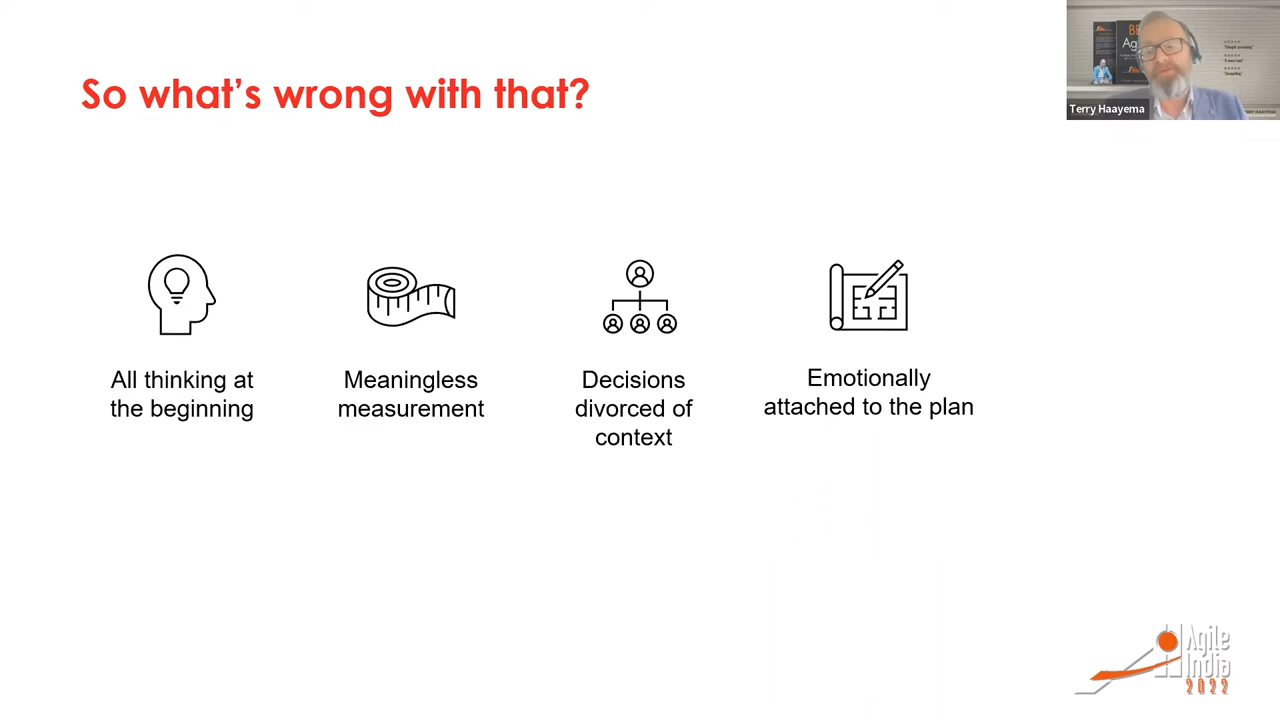 So what's wrong with that?
Terry Haayema
All thinking at
the beginning
Meaningless
measurement
Decisions
divorced of
context
Emotionally
attached to the plan
Agile
India
2022